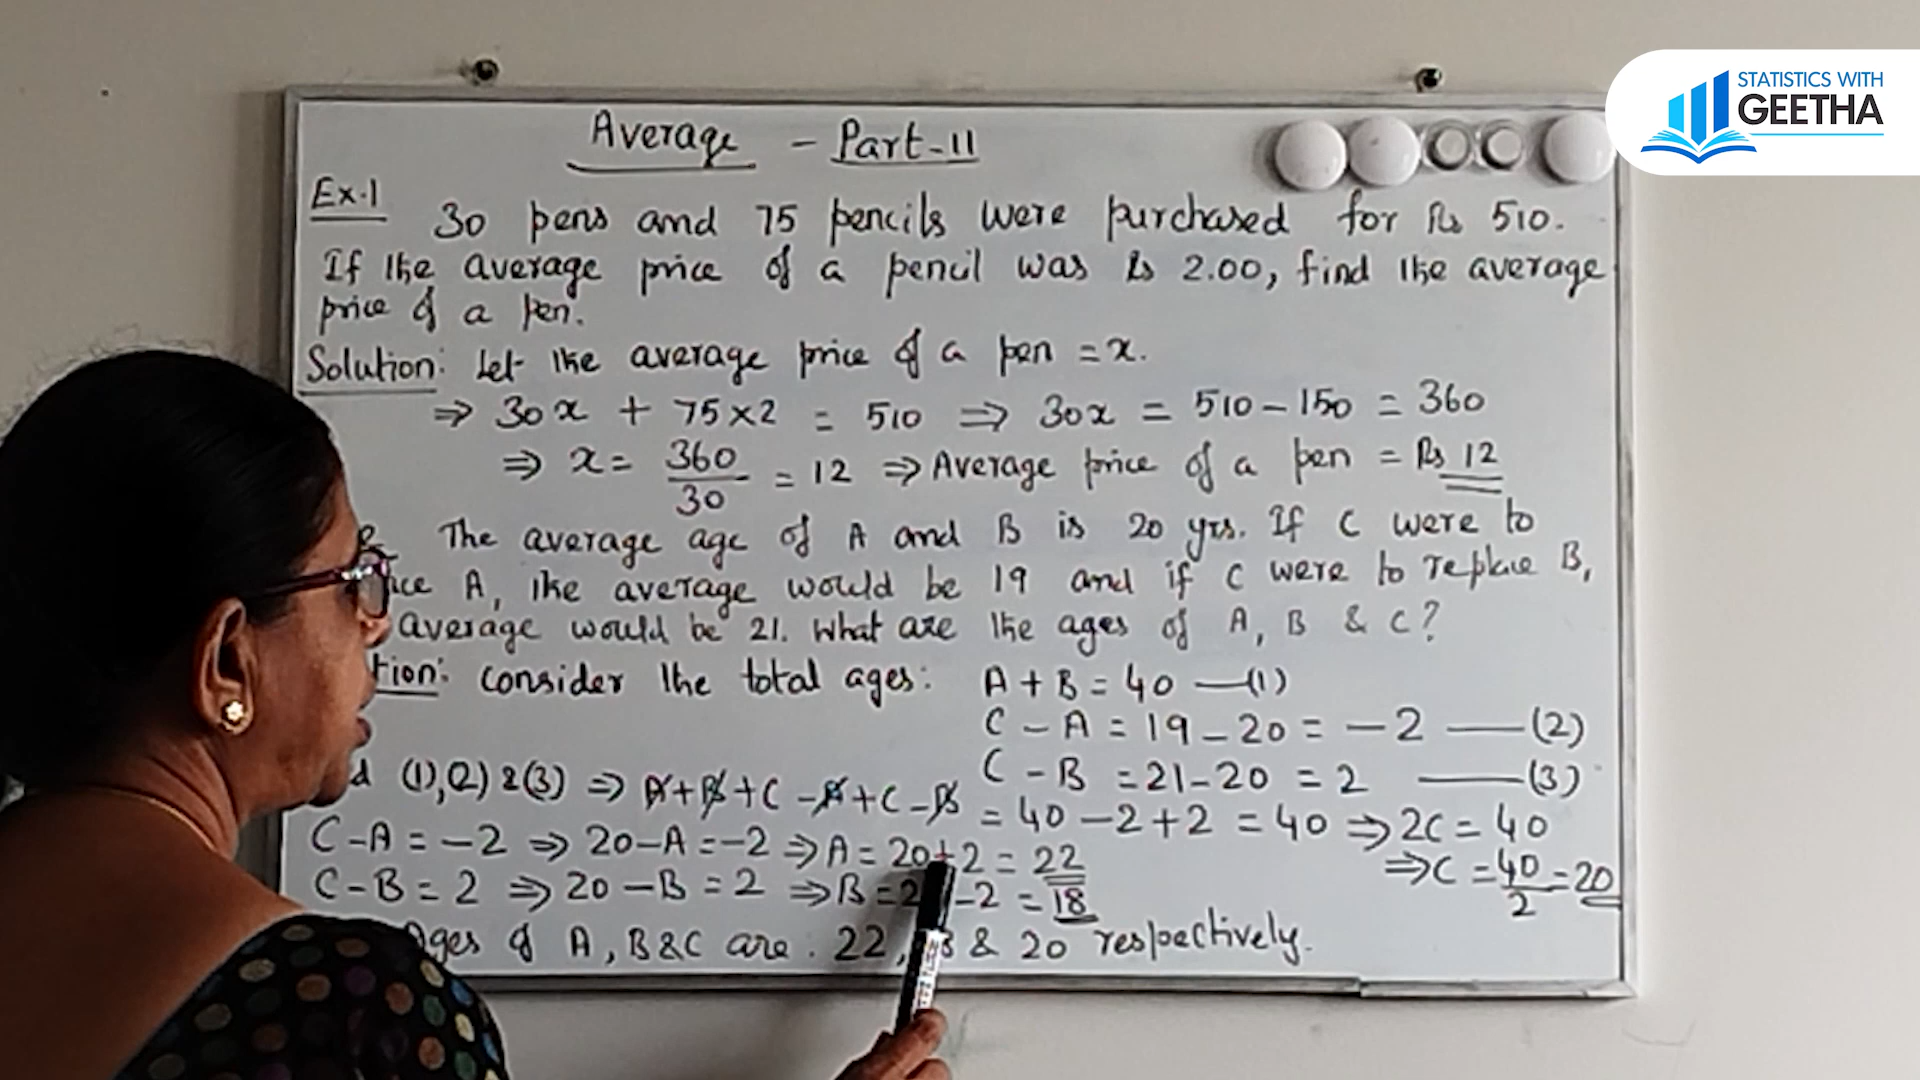 STATISTICS WITH
GEETHA
Average - Part-II
Ex.1
30 pens and 75 pencils were purchased for Rs 510.
If the average price of a pencil was Rs 2.00, find the average
price of a pen.
Solution: Let the average price of a pen = x.
⇒ 30x + 75×2 = 510 ⇒ 30x = 510 - 150 = 360
⇒ x = 360/30 = 12 ⇒ Average price of a pen = Rs 12
The average age of A and B is 20 yrs. If C were to
A, the average would be 19 and if C were to replace B,
average would be 21. What are the ages of A, B & C?
tion: Consider the total ages: A + B = 40 —(1)
C - A = 19 - 20 = -2 —(2)
C - B = 21 - 20 = 2 —(3)
(1),(2) & (3) ⇒ A+B+C-A+C-B = 40 - 2 + 2 = 40 ⇒ 2C = 40
C - A = -2 ⇒ 20 - A = -2 ⇒ A = 20+2 = 22 ⇒ C = 40/2 = 20
C - B = 2 ⇒ 20 - B = 2 ⇒ B = 2 -2 = 18
Ages of A, B & C are 22, & 20 respectively.